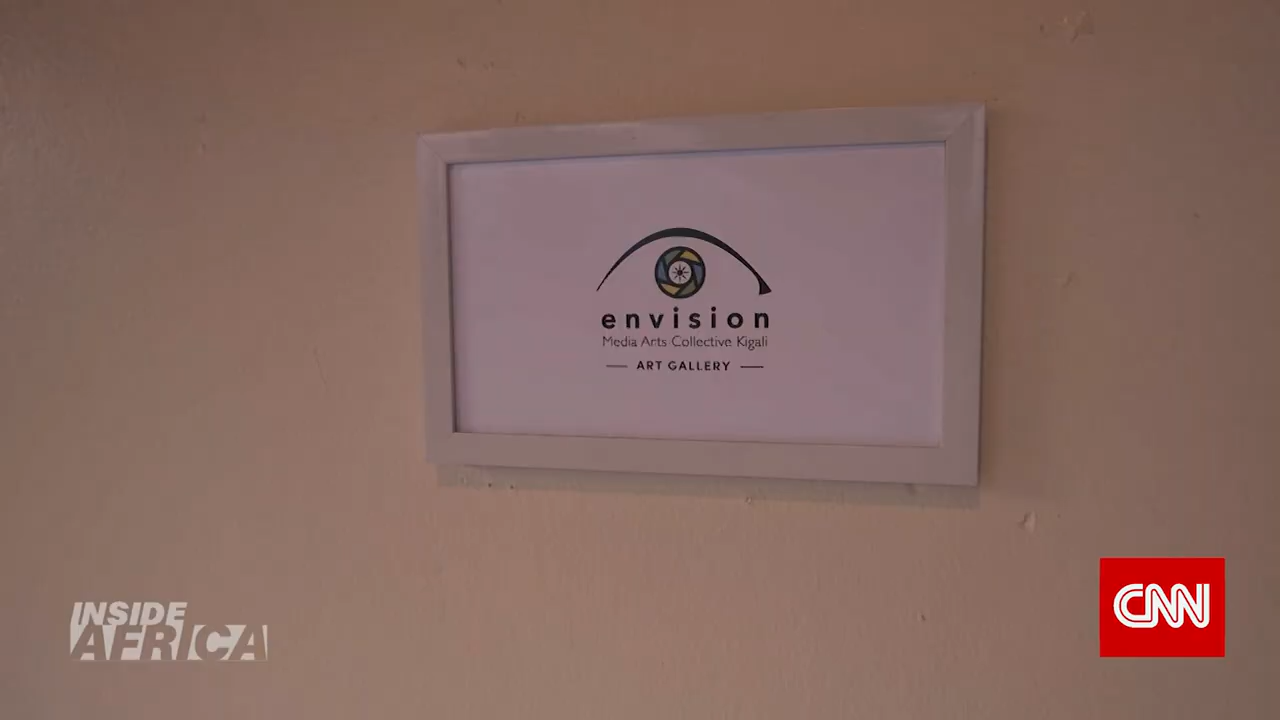 envision
Media Arts Collective Kigali
ART GALLERY
INSIDE
AFRICA
CNN